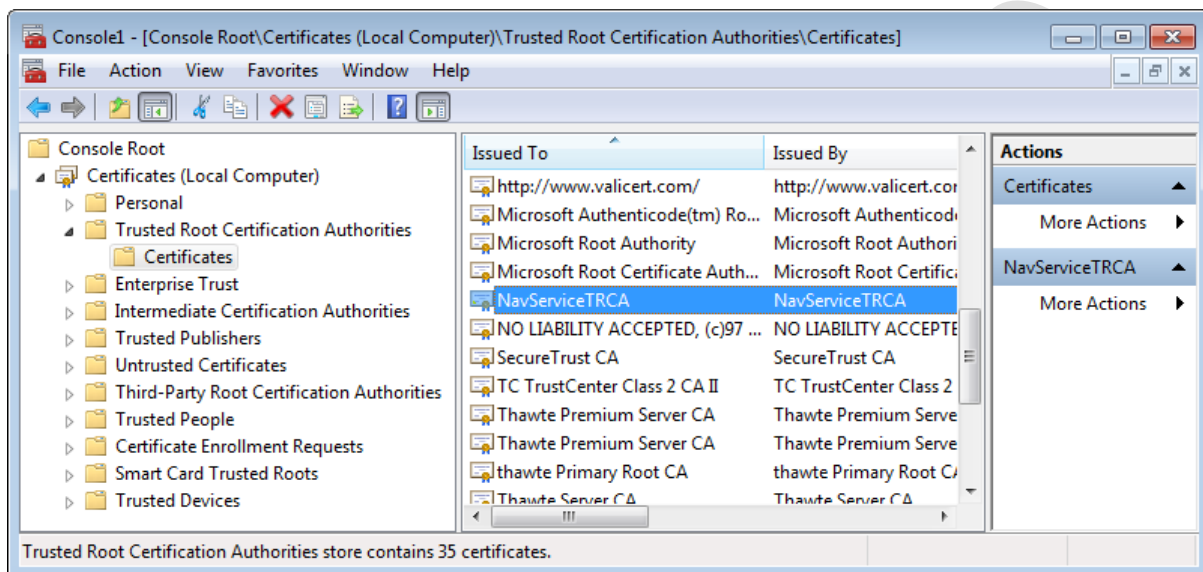 Console1 - [Console Root\Certificates (Local Computer)\Trusted Root Certification Authorities\Certificates]
File Action View Favorites Window Help
Console Root
Certificates (Local Computer)
Personal
Trusted Root Certification Authorities
Certificates
Enterprise Trust
Intermediate Certification Authorities
Trusted Publishers
Untrusted Certificates
Third-Party Root Certification Authorities
Trusted People
Certificate Enrollment Requests
Smart Card Trusted Roots
Trusted Devices
Issued To Issued By
http://www.valicert.com/ http://www.valicert.cor
Microsoft Authenticode(tm) Ro... Microsoft Authenticod
Microsoft Root Authority Microsoft Root Authori
Microsoft Root Certificate Auth... Microsoft Root Certific
NavServiceTRCA NavServiceTRCA
NO LIABILITY ACCEPTED, (c)97 ... NO LIABILITY ACCEPTE
SecureTrust CA SecureTrust CA
TC TrustCenter Class 2 CA II TC TrustCenter Class 2
Thawte Premium Server CA Thawte Premium Serve
Thawte Premium Server CA Thawte Premium Serve
thawte Primary Root CA thawte Primary Root C
Thawte Server CA Thawte Server CA
Actions
Certificates
More Actions
NavServiceTRCA
More Actions
Trusted Root Certification Authorities store contains 35 certificates.